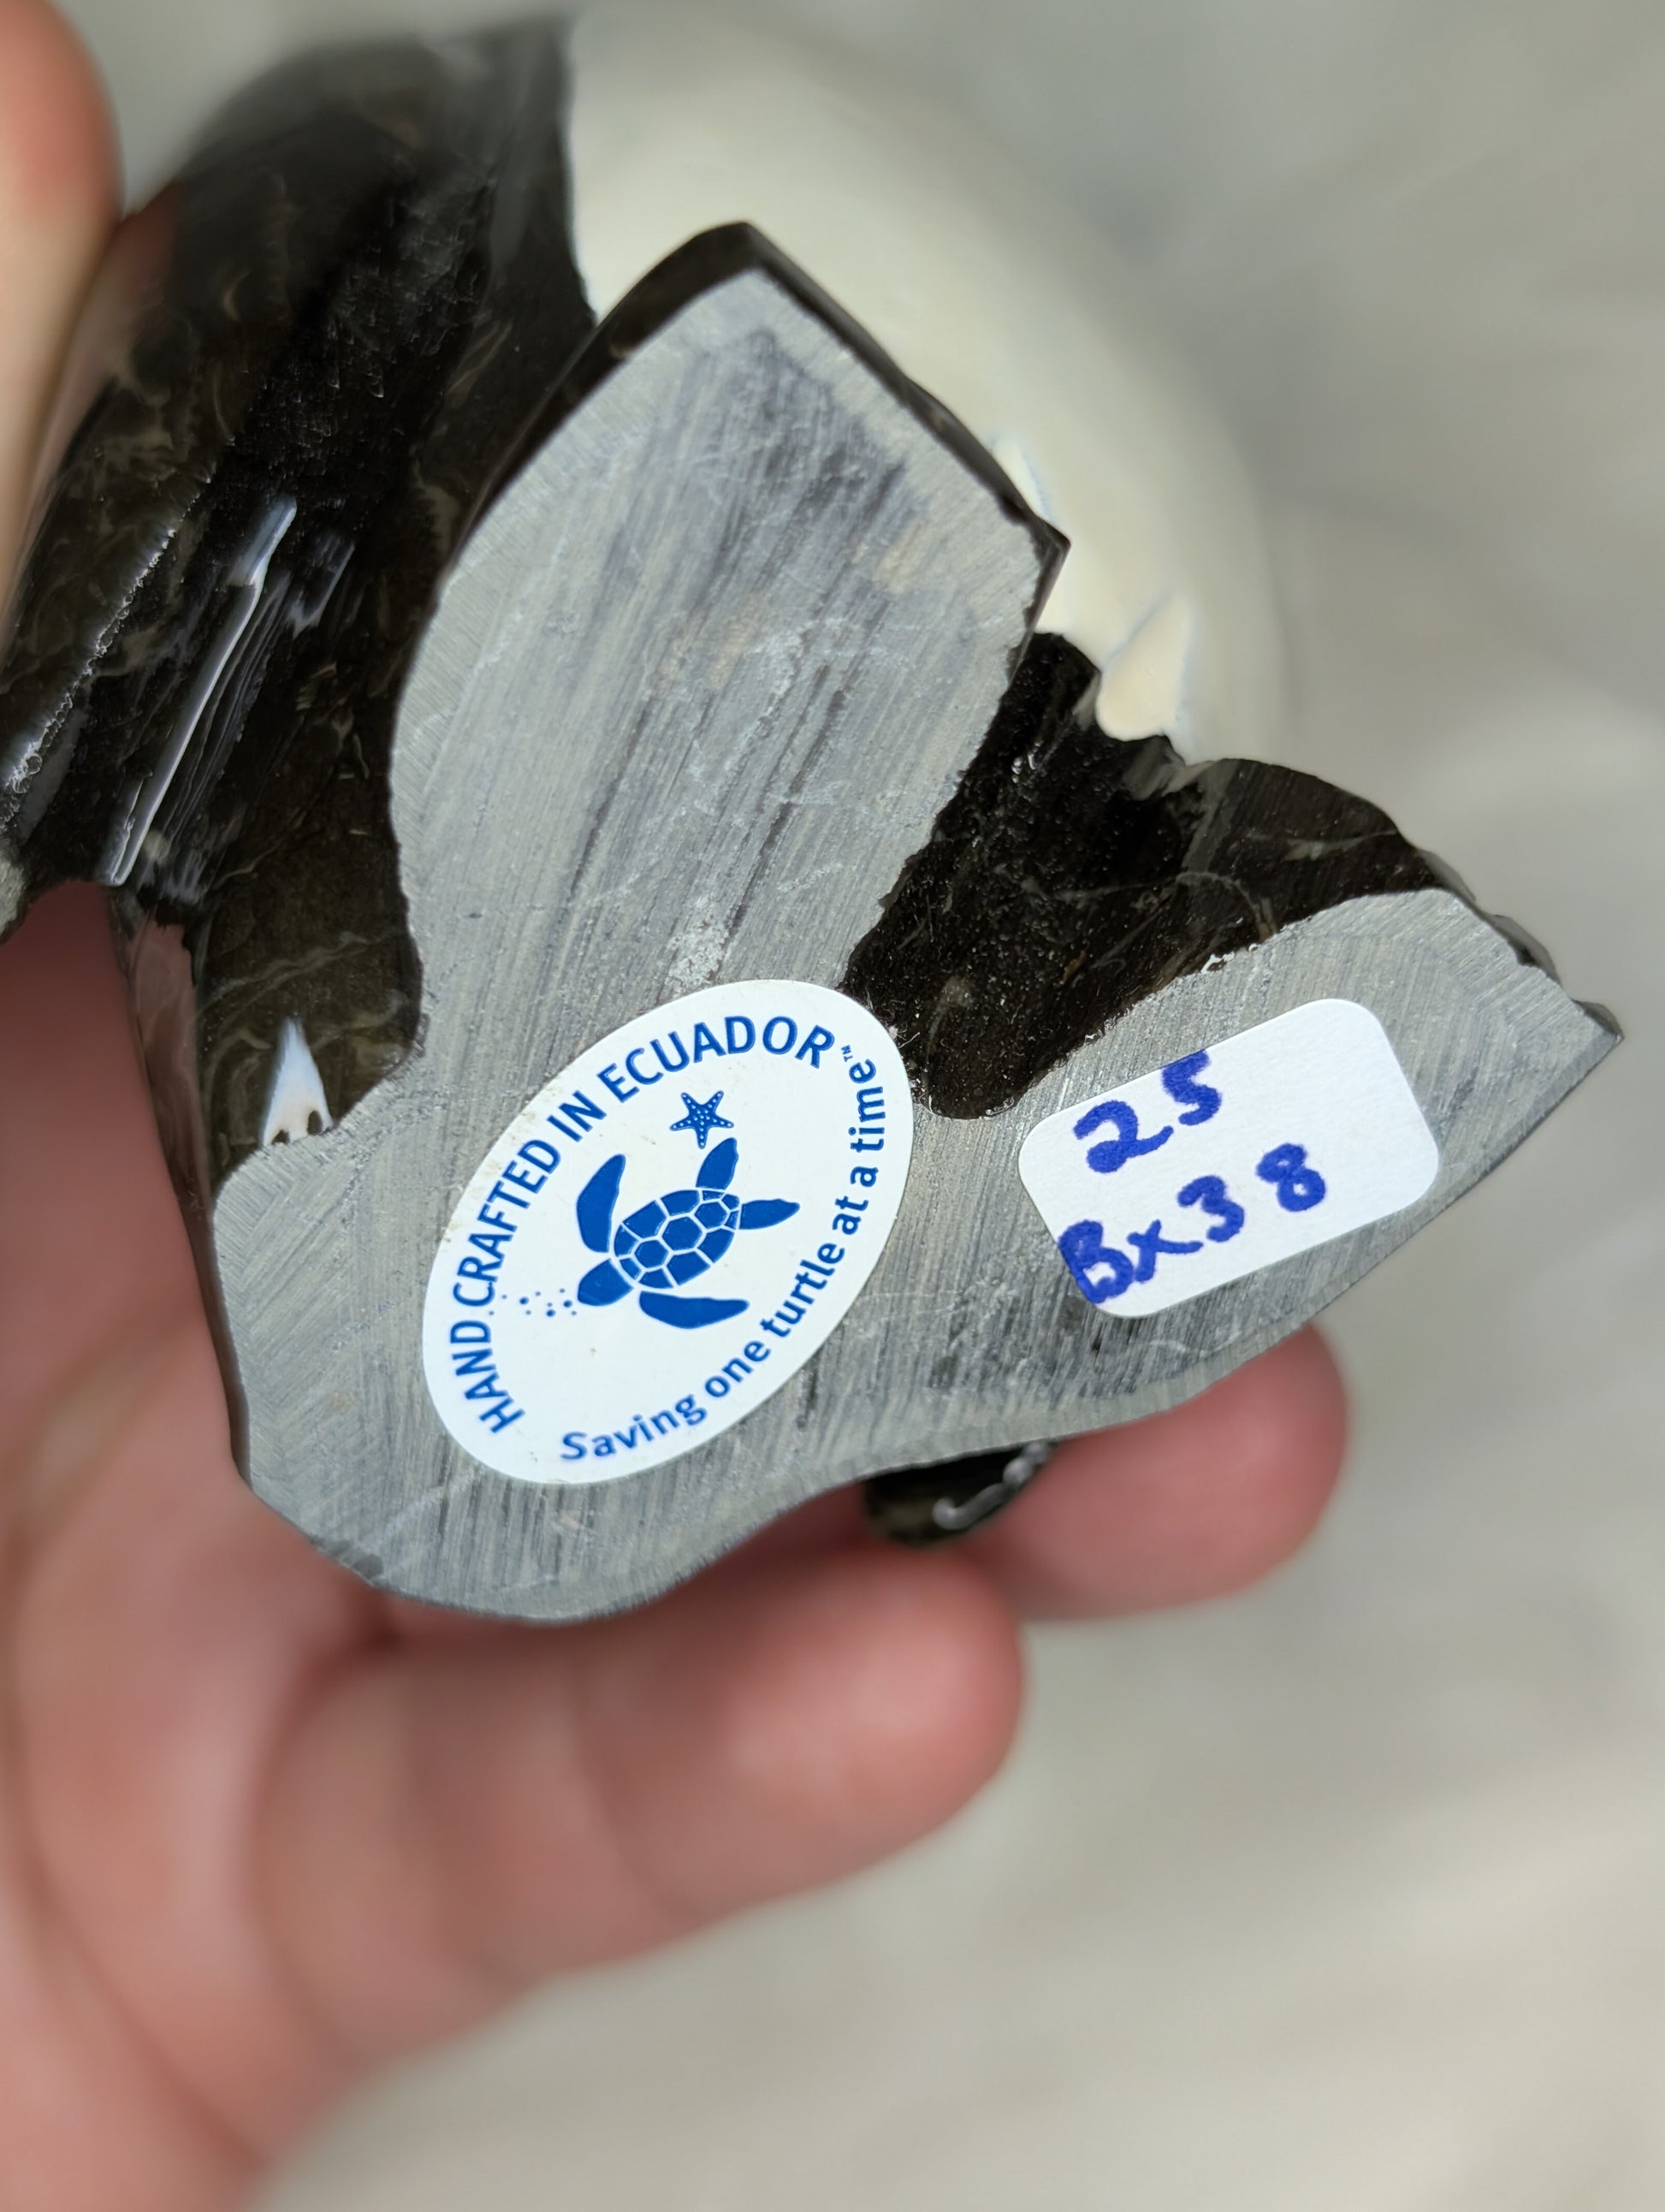 HAND CRAFTED IN ECUADOR™
Saving one turtle at a time™
25
Bx38